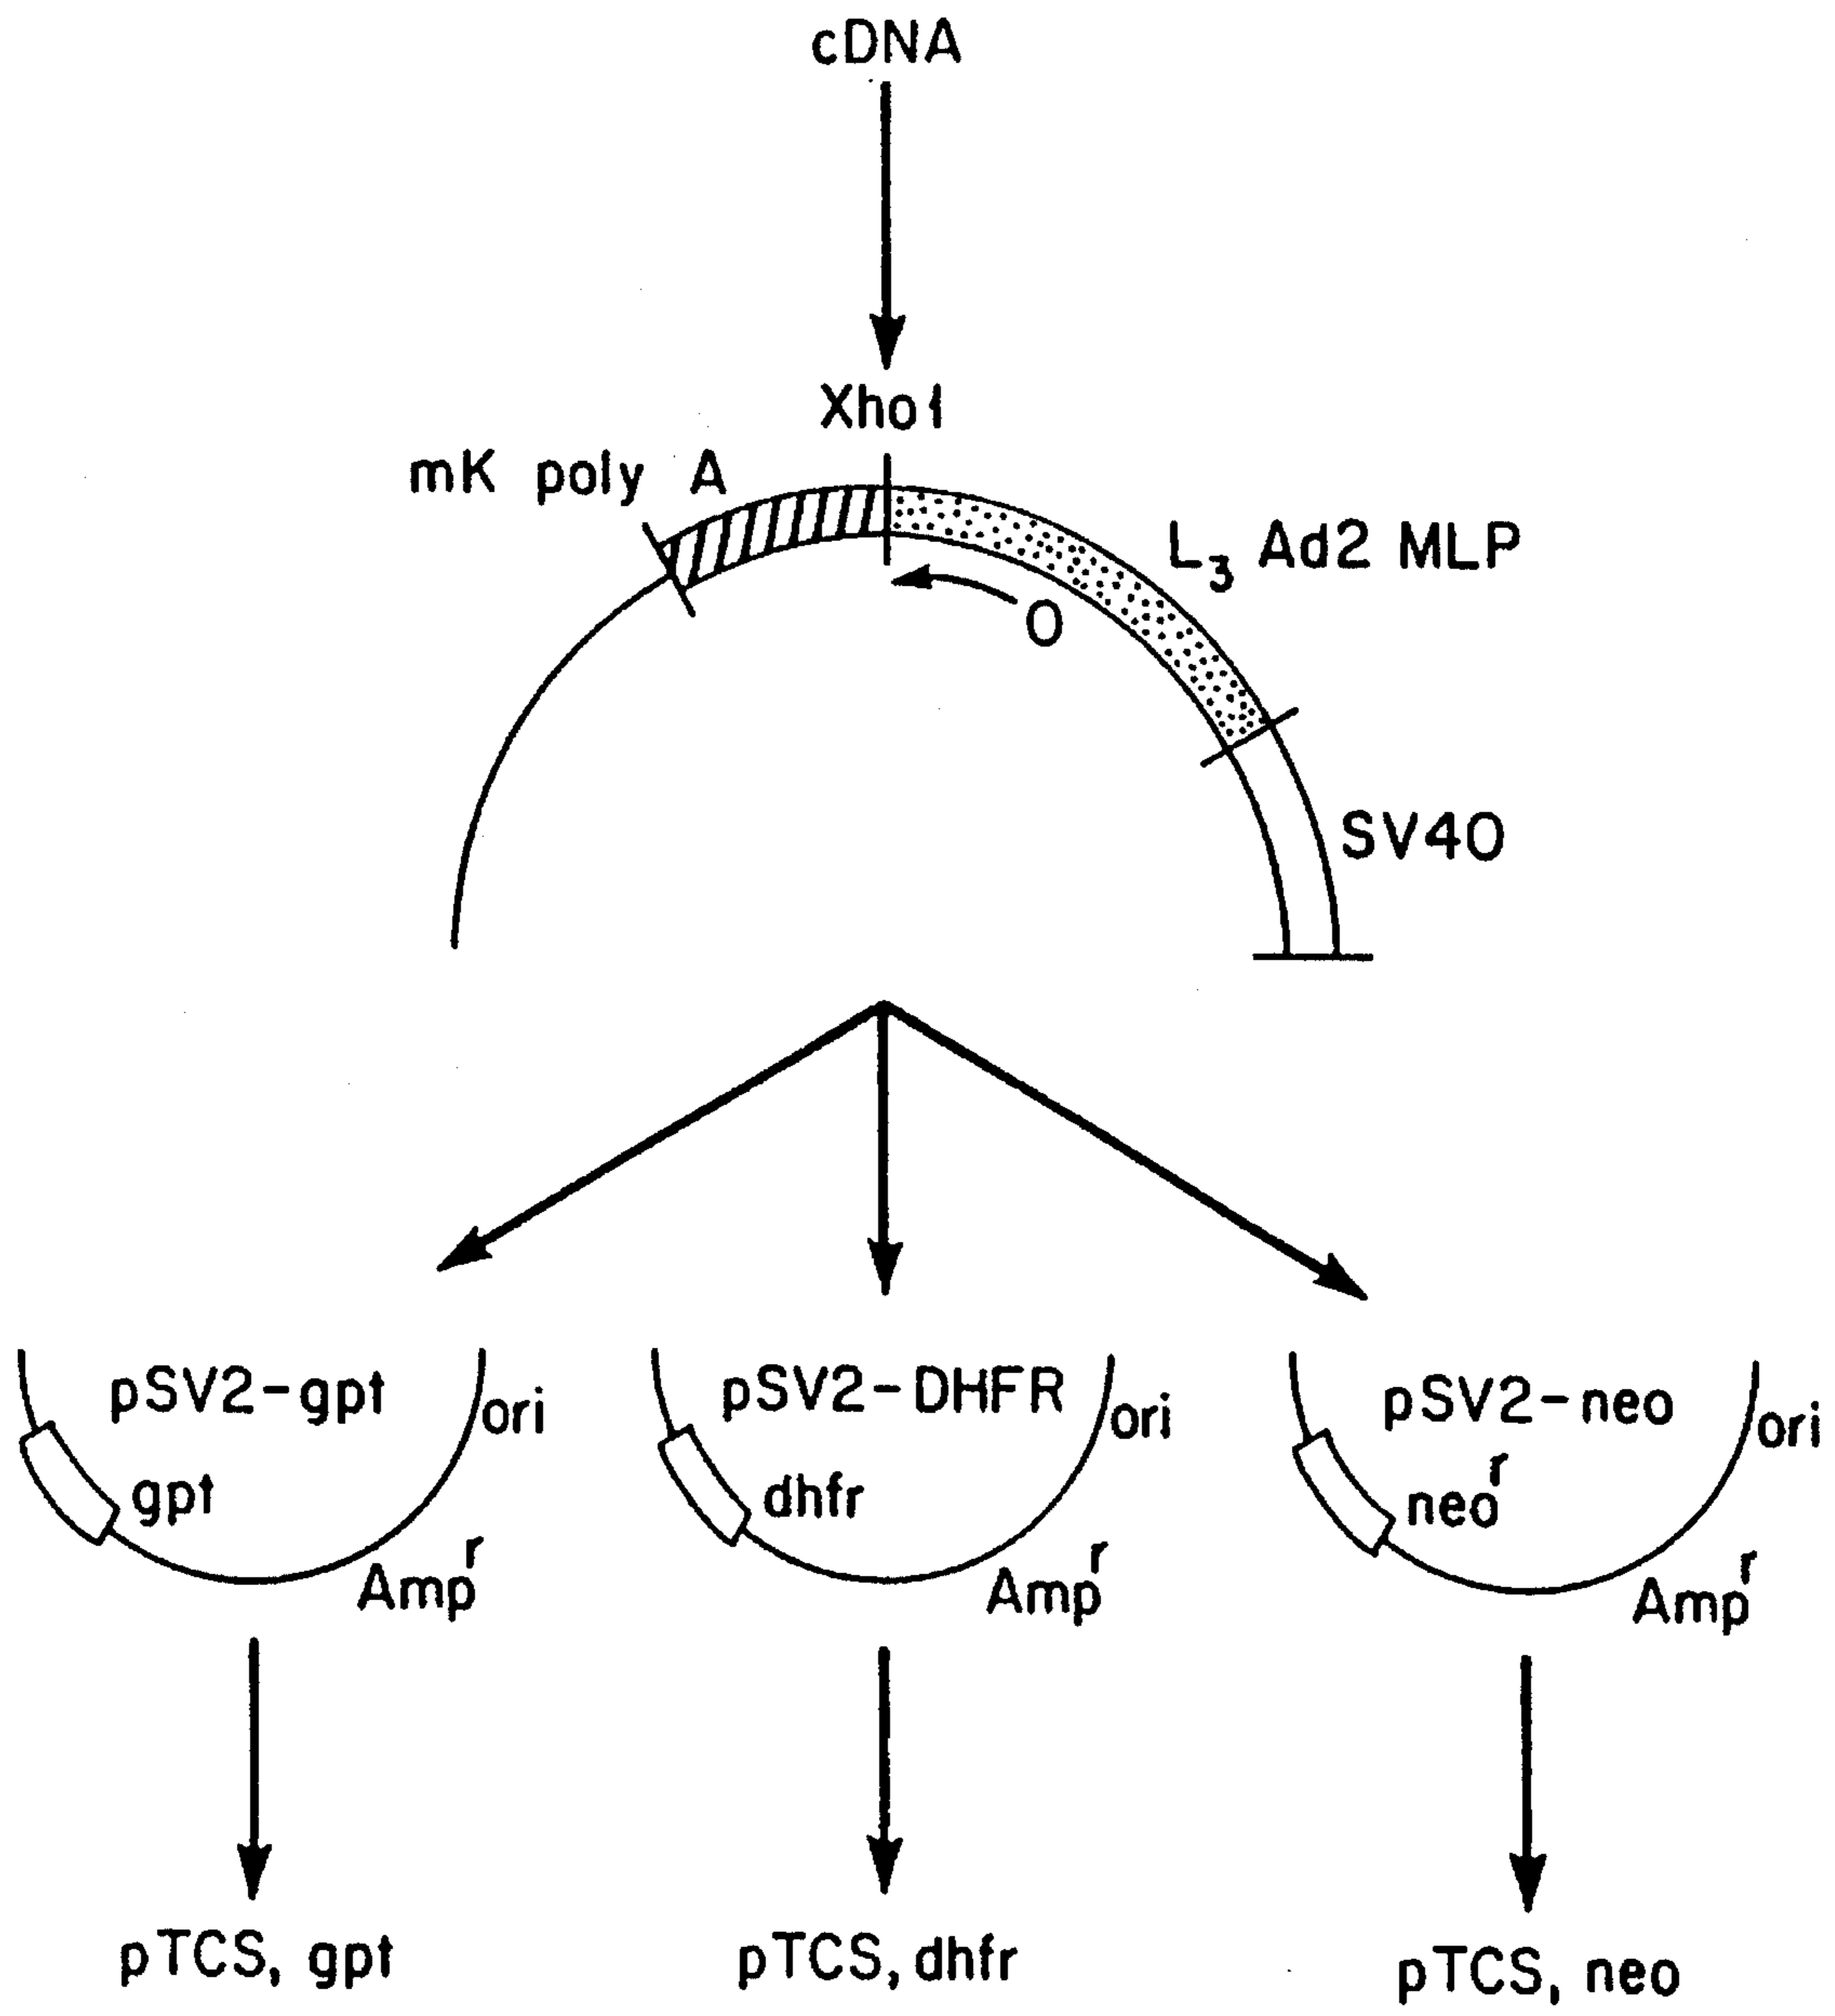 cDNA
Xho1
mK poly A
L3 Ad2 MLP
O
SV40
pSV2-gpt
ori
gpt
Ampr
pSV2-DHFR
ori
dhfr
Ampr
pSV2-neo
ori
neor
Ampr
pTCS, gpt
pTCS, dhfr
pTCS, neo